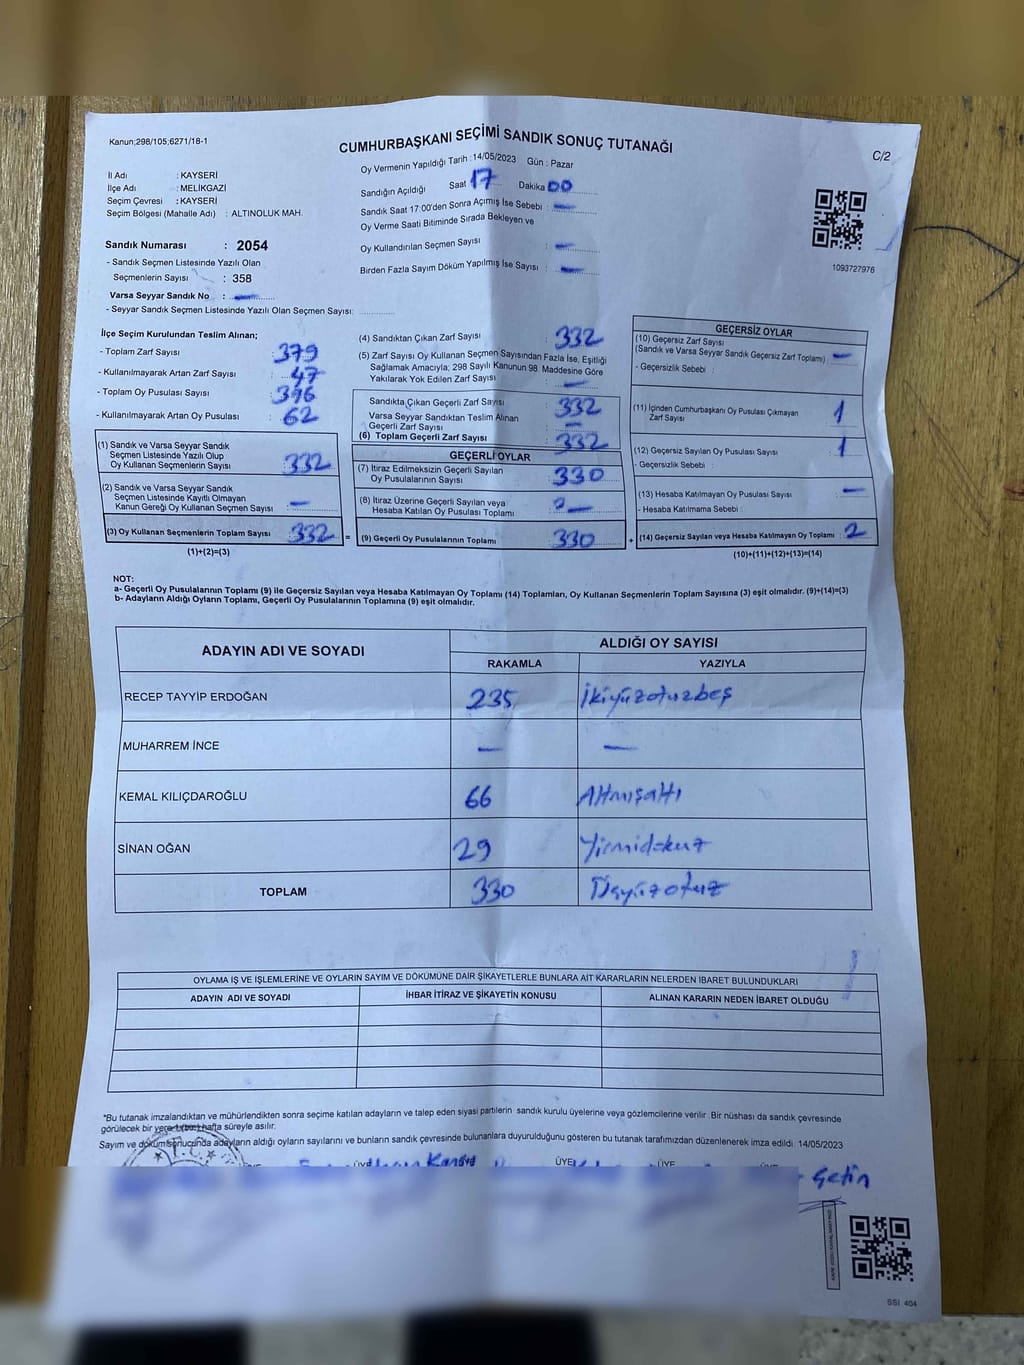 Kanun;298/105;6271/18-1
CUMHURBAŞKANI SEÇİMİ SANDIK SONUÇ TUTANAĞI
C/2
İl Adı : KAYSERİ
İlçe Adı : MELİKGAZİ
Seçim Çevresi : KAYSERİ
Seçim Bölgesi (Mahalle Adı) : ALTINOLUK MAH.
Sandık Numarası : 2054
- Sandık Seçmen Listesinde Yazılı Olan
Seçmenlerin Sayısı : 358
Varsa Seyyar Sandık No : —
- Seyyar Sandık Seçmen Listesinde Yazılı Olan Seçmen Sayısı:
Oy Vermenin Yapıldığı Tarih : 14/05/2023 Gün : Pazar
Sandığın Açıldığı Saat 17 Dakika 00
Sandık Saat 17:00'den Sonra Açımış İse Sebebi : —
Oy Verme Saati Bitiminde Sırada Bekleyen ve
Oy Kullandırılan Seçmen Sayısı : —
Birden Fazla Sayım Döküm Yapılmış İse Sayısı : —
1093727976
İlçe Seçim Kurulundan Teslim Alınan;
- Toplam Zarf Sayısı : 379
- Kullanılmayarak Artan Zarf Sayısı : 47
- Toplam Oy Pusulası Sayısı : 396
- Kullanılmayarak Artan Oy Pusulası : 62
(1) Sandık ve Varsa Seyyar Sandık
Seçmen Listesinde Yazılı Olup
Oy Kullanan Seçmenlerin Sayısı : 332
(2) Sandık ve Varsa Seyyar Sandık
Seçmen Listesinde Kayıtlı Olmayan
Kanun Gereği Oy Kullanan Seçmen Sayısı : —
(3) Oy Kullanan Seçmenlerin Toplam Sayısı : 332 =
(1)+(2)=(3)
(4) Sandıktan Çıkan Zarf Sayısı : 332
(5) Zarf Sayısı Oy Kullanan Seçmen Sayısından Fazla İse, Eşitliği
Sağlamak Amacıyla; 298 Sayılı Kanunun 98. Maddesine Göre
Yakılarak Yok Edilen Zarf Sayısı : —
Sandıkta Çıkan Geçerli Zarf Sayısı : 332
Varsa Seyyar Sandıktan Teslim Alınan
Geçerli Zarf Sayısı : —
(6) Toplam Geçerli Zarf Sayısı : 332
GEÇERLİ OYLAR
(7) İtiraz Edilmeksizin Geçerli Sayılan
Oy Pusulalarının Sayısı : 330
(8) İtiraz Üzerine Geçerli Sayılan veya
Hesaba Katılan Oy Pusulası Toplamı : —
(9) Geçerli Oy Pusulalarının Toplamı : 330 +
GEÇERSİZ OYLAR
(10) Geçersiz Zarf Sayısı
(Sandık ve Varsa Seyyar Sandık Geçersiz Zarf Toplamı) : —
- Geçersizlik Sebebi :
(11) İçinden Cumhurbaşkanı Oy Pusulası Çıkmayan
Zarf Sayısı : 1
(12) Geçersiz Sayılan Oy Pusulası Sayısı : 1
- Geçersizlik Sebebi :
(13) Hesaba Katılmayan Oy Pusulası Sayısı : —
- Hesaba Katılmama Sebebi :
(14) Geçersiz Sayılan veya Hesaba Katılmayan Oy Toplamı : 2
(10)+(11)+(12)+(13)=(14)
NOT:
a- Geçerli Oy Pusulalarının Toplamı (9) ile Geçersiz Sayılan veya Hesaba Katılmayan Oy Toplamı (14) Toplamları, Oy Kullanan Seçmenlerin Toplam Sayısına (3) eşit olmalıdır. (9)+(14)=(3)
b- Adayların Aldığı Oyların Toplamı, Geçerli Oy Pusulalarının Toplamına (9) eşit olmalıdır.
ADAYIN ADI VE SOYADI ALDIĞI OY SAYISI
RAKAMLA YAZIYLA
RECEP TAYYİP ERDOĞAN 235 İkiyüzotuzbeş
MUHARREM İNCE — —
KEMAL KILIÇDAROĞLU 66 Altmışaltı
SİNAN OĞAN 29 Yirmidokuz
TOPLAM 330 Üçyüzotuz
OYLAMA İŞ VE İŞLEMLERİNE VE OYLARIN SAYIM VE DÖKÜMÜNE DAİR ŞİKAYETLERLE BUNLARA AİT KARARLARIN NELERDEN İBARET BULUNDUKLARI
ADAYIN ADI VE SOYADI İHBAR İTİRAZ VE ŞİKAYETİN KONUSU ALINAN KARARIN NEDEN İBARET OLDUĞU
*Bu tutanak imzalandıktan ve mühürlendikten sonra seçime katılan adayların ve talep eden siyasi partilerin sandık kurulu üyelerine veya gözlemcilerine verilir. Bir nüshası da sandık çevresinde
görülecek bir yere 1 (bir) hafta süreyle asılır.
Sayım ve döküm sonucunda adayların aldığı oyların sayılarını ve bunların sandık çevresinde bulunanlara duyurulduğunu gösteren bu tutanak tarafımızdan düzenlenerek imza edildi. 14/05/2023
T.C.
ÜYE ÜYE
Çetin
SSİ 404